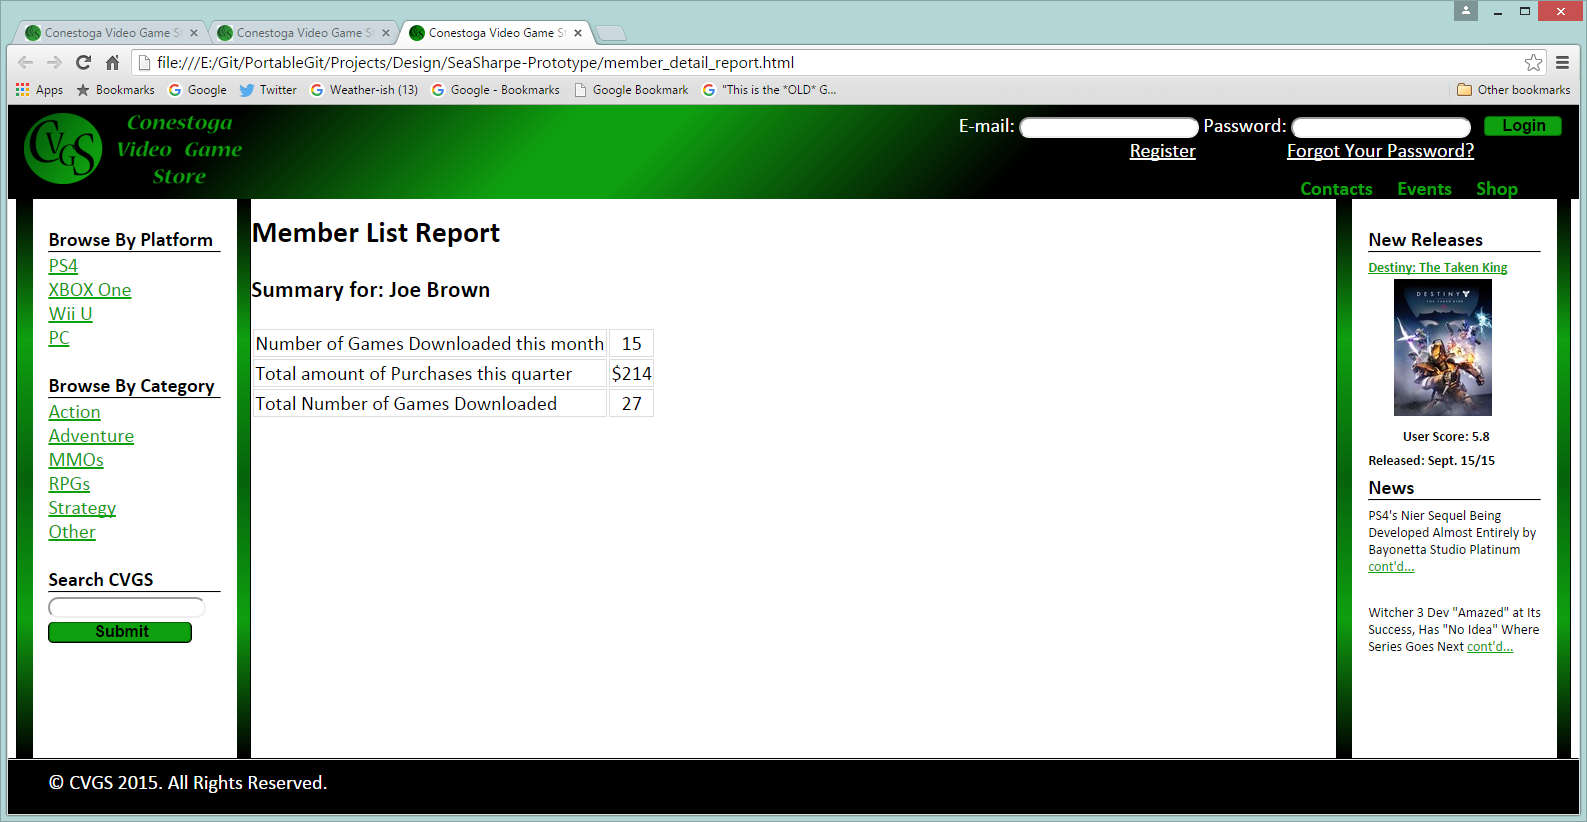 Conestoga Video Game S
Conestoga Video Game S
Conestoga Video Game S
file:///E:/Git/PortableGit/Projects/Design/SeaSharpe-Prototype/member_detail_report.html
Apps Bookmarks Google Twitter Weather-ish (13) Google - Bookmarks Google Bookmark "This is the *OLD* G... Other bookmarks
CVGS
Conestoga
Video Game
Store
E-mail: Password: Login
Register Forgot Your Password?
Contacts Events Shop
Browse By Platform
PS4
XBOX One
Wii U
PC
Browse By Category
Action
Adventure
MMOs
RPGs
Strategy
Other
Search CVGS
Submit
Member List Report
Summary for: Joe Brown
Number of Games Downloaded this month 15
Total amount of Purchases this quarter $214
Total Number of Games Downloaded 27
New Releases
Destiny: The Taken King
DESTINY
THE TAKEN KING
User Score: 5.8
Released: Sept. 15/15
News
PS4's Nier Sequel Being
Developed Almost Entirely by
Bayonetta Studio Platinum
cont'd...
Witcher 3 Dev "Amazed" at Its
Success, Has "No Idea" Where
Series Goes Next cont'd...
© CVGS 2015. All Rights Reserved.